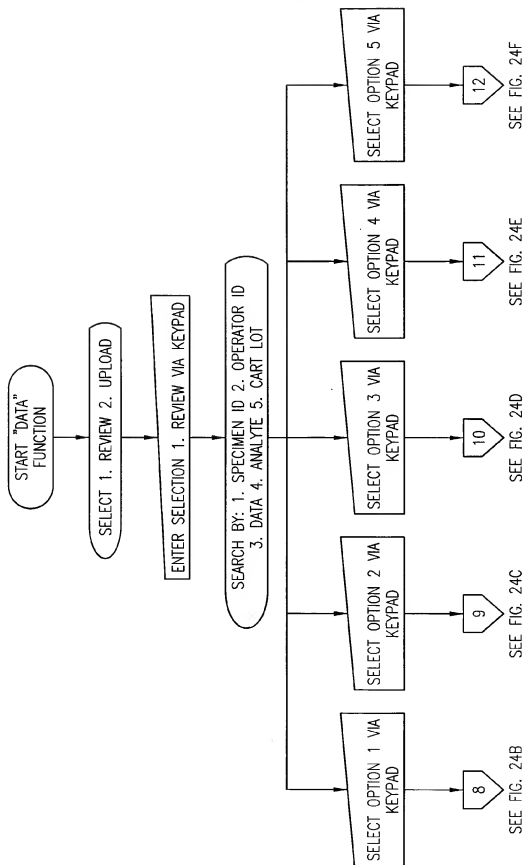 START "DATA"
FUNCTION
SELECT 1. REVIEW 2. UPLOAD
ENTER SELECTION 1. REVIEW VIA KEYPAD
SEARCH BY: 1. SPECIMEN ID 2. OPERATOR ID
3. DATA 4. ANALYTE 5. CART LOT
SELECT OPTION 1 VIA
KEYPAD
SELECT OPTION 2 VIA
KEYPAD
SELECT OPTION 3 VIA
KEYPAD
SELECT OPTION 4 VIA
KEYPAD
SELECT OPTION 5 VIA
KEYPAD
8
9
10
11
12
SEE FIG. 24B
SEE FIG. 24C
SEE FIG. 24D
SEE FIG. 24E
SEE FIG. 24F